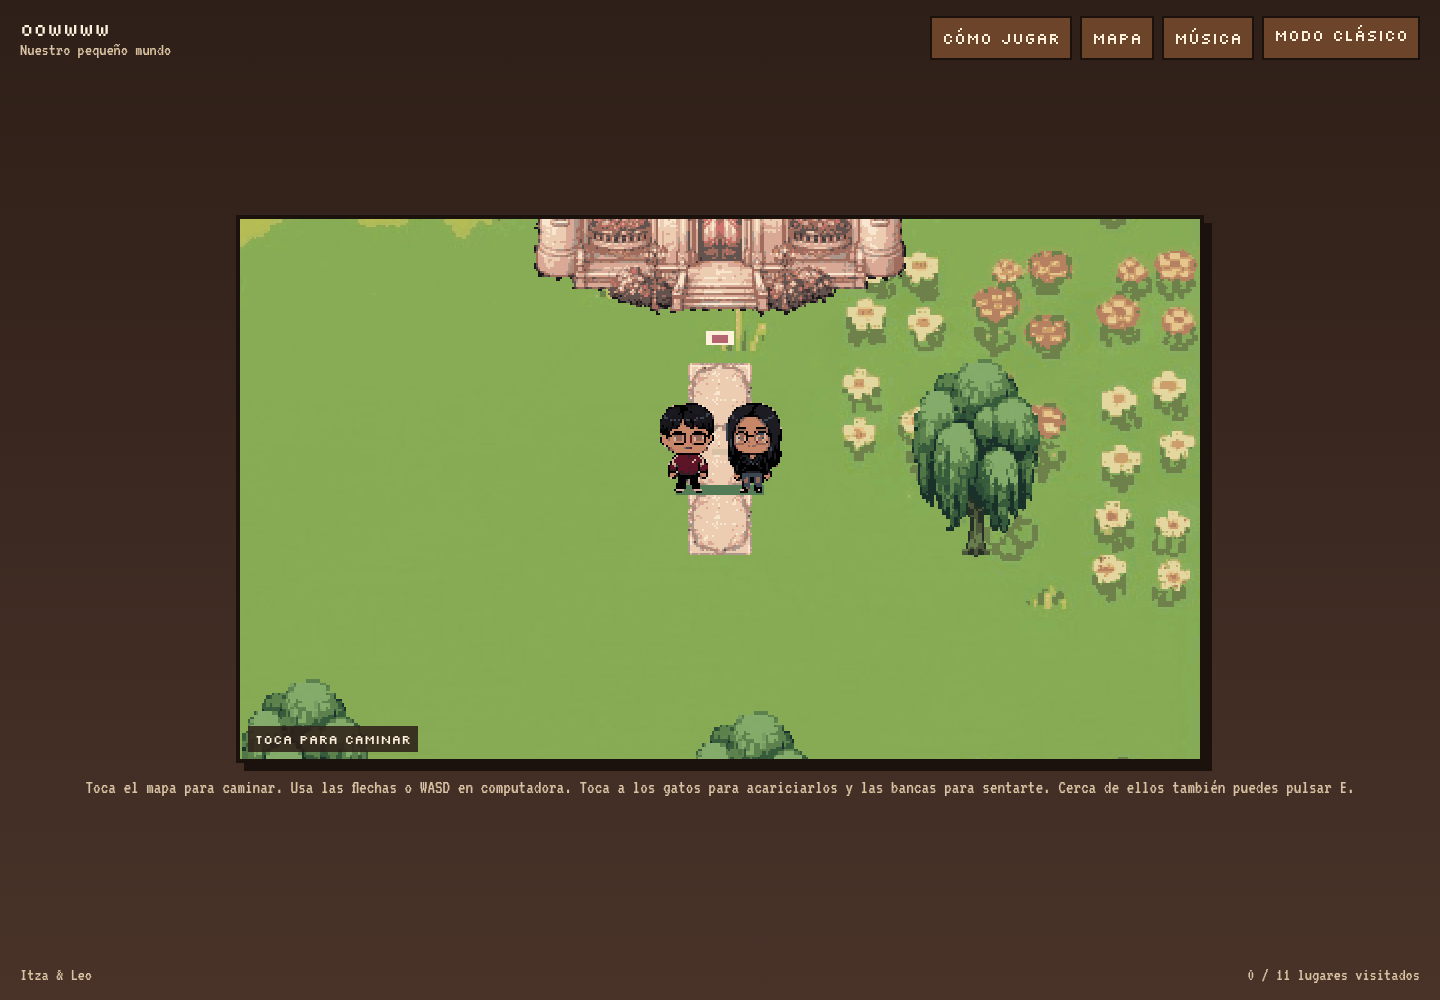 OOWWWW
Nuestro pequeño mundo
CÓMO JUGAR
MAPA
MÚSICA
MODO CLÁSICO
TOCA PARA CAMINAR
Toca el mapa para caminar. Usa las flechas o WASD en computadora. Toca a los gatos para acariciarlos y las bancas para sentarte. Cerca de ellos también puedes pulsar E.
Itza & Leo
0 / 11 lugares visitados